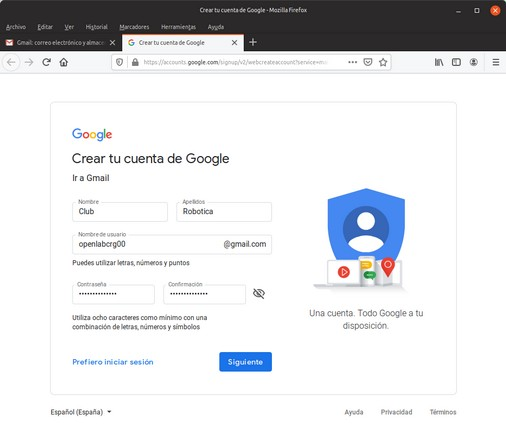 Crear tu cuenta de Google - Mozilla Firefox
Archivo Editar Ver Historial Marcadores Herramientas Ayuda
Gmail: correo electrónico y almac
Crear tu cuenta de Google
https://accounts.google.com/signup/v2/webcreateaccount?service=ma
Google
Crear tu cuenta de Google
Ir a Gmail
Nombre
Club
Apellidos
Robotica
Nombre de usuario
openlabcrg00 @gmail.com
Puedes utilizar letras, números y puntos
Contraseña
••••••••••••••
Confirmación
••••••••••••••
Utiliza ocho caracteres como mínimo con una
combinación de letras, números y símbolos
Prefiero iniciar sesión
Siguiente
Una cuenta. Todo Google a tu
disposición.
Español (España)
Ayuda Privacidad Términos